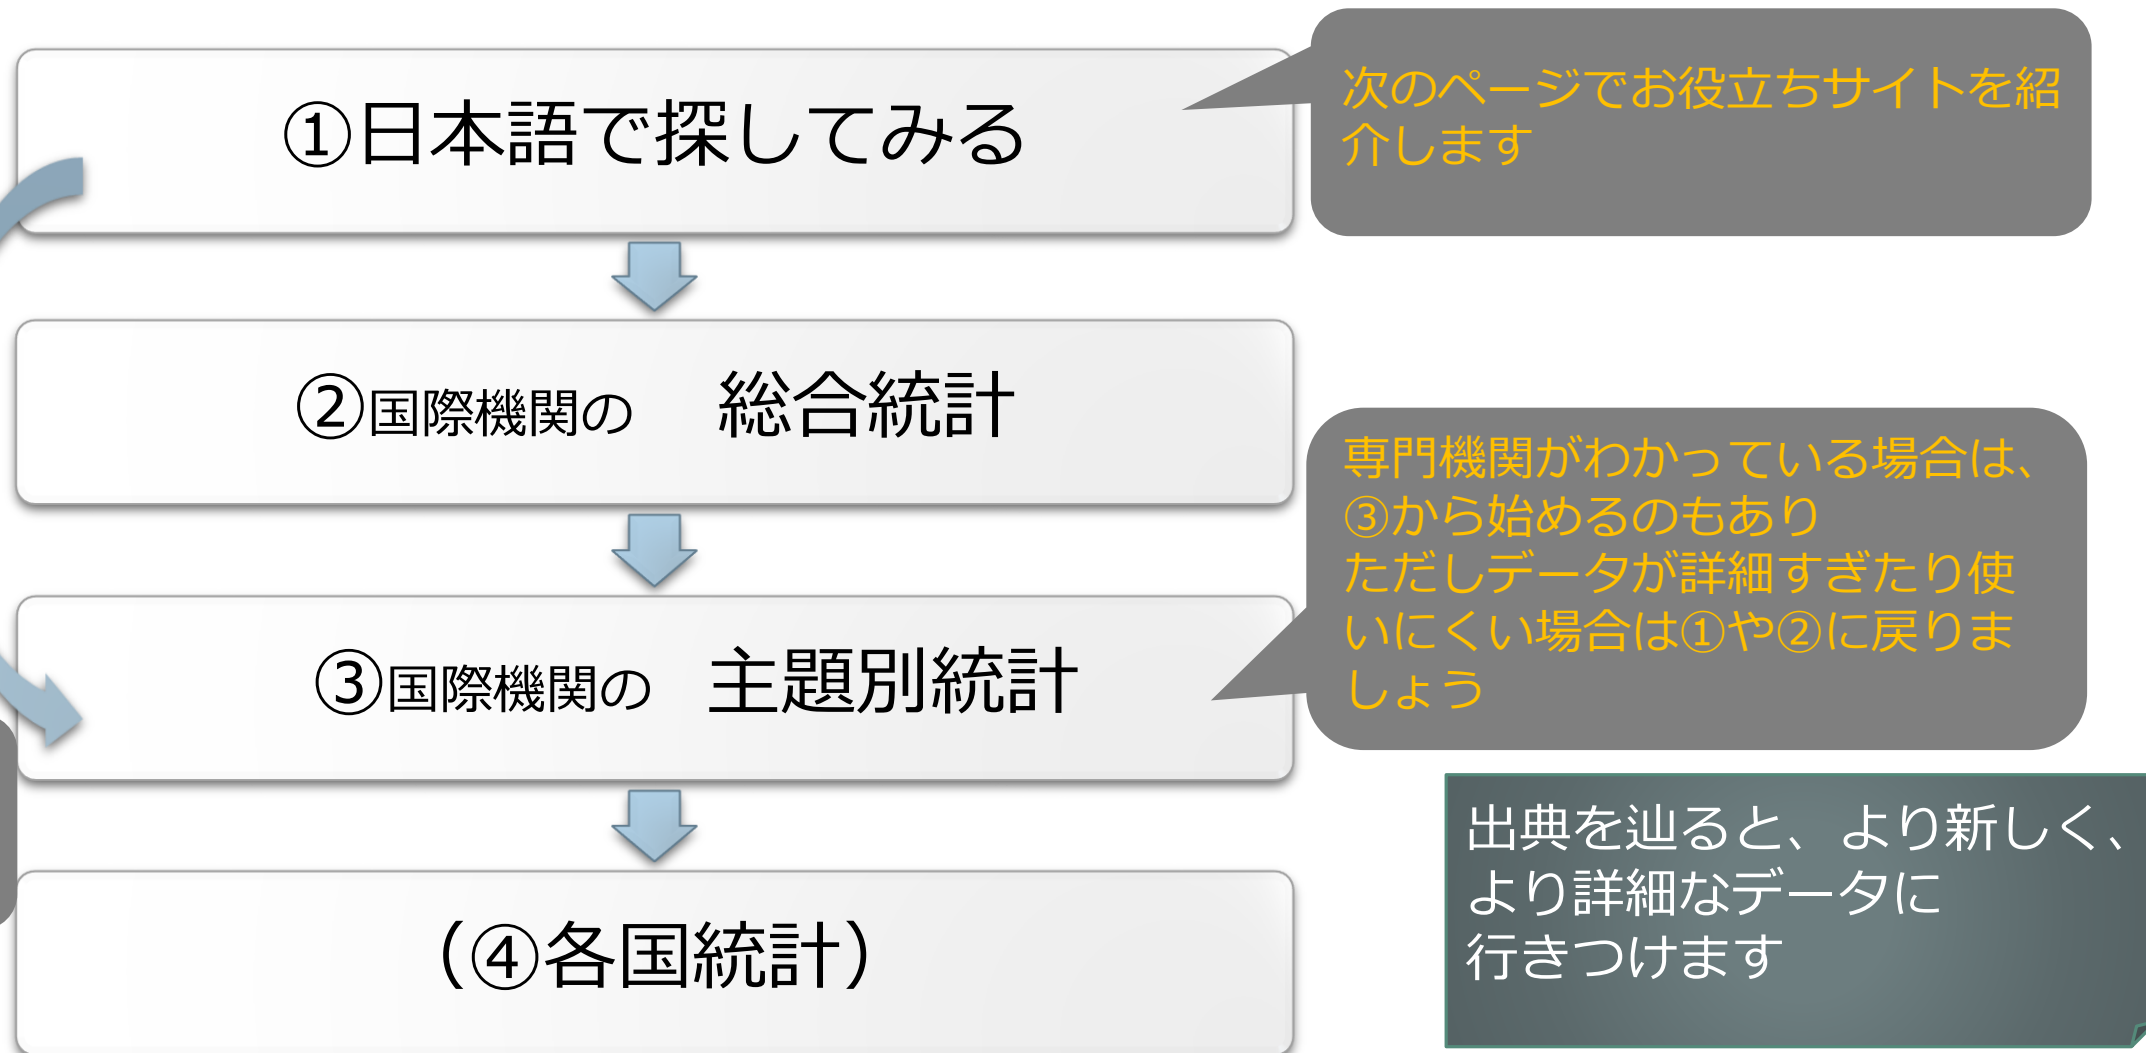 ①日本語で探してみる
次のページでお役立ちサイトを紹
介します
②国際機関の　総合統計
専門機関がわかっている場合は、
③から始めるのもあり
ただしデータが詳細すぎたり使
いにくい場合は①や②に戻りま
しょう
③国際機関の　主題別統計
出典を辿ると、より新しく、
より詳細なデータに
行きつけます
（④各国統計）